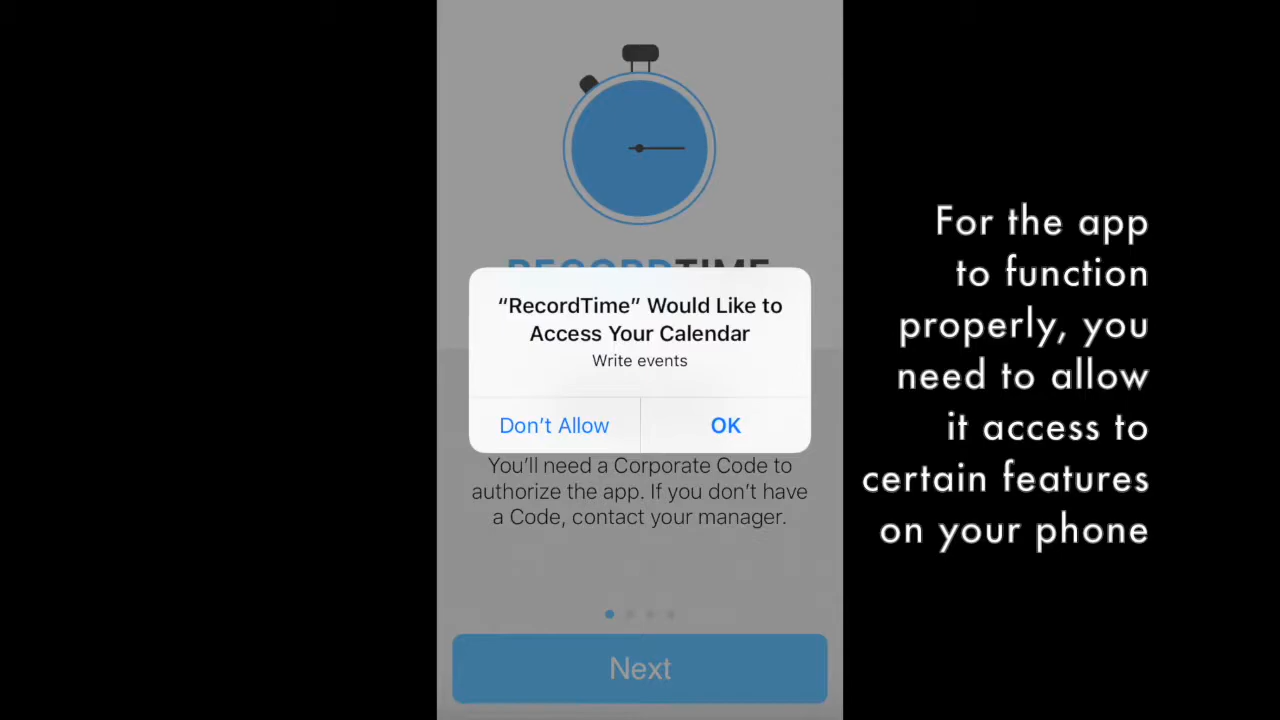 RECORDTIME
“RecordTime” Would Like to
Access Your Calendar
Write events
Don’t Allow
OK
You’ll need a Corporate Code to
authorize the app. If you don’t have
a Code, contact your manager.
Next
For the app
to function
properly, you
need to allow
it access to
certain features
on your phone